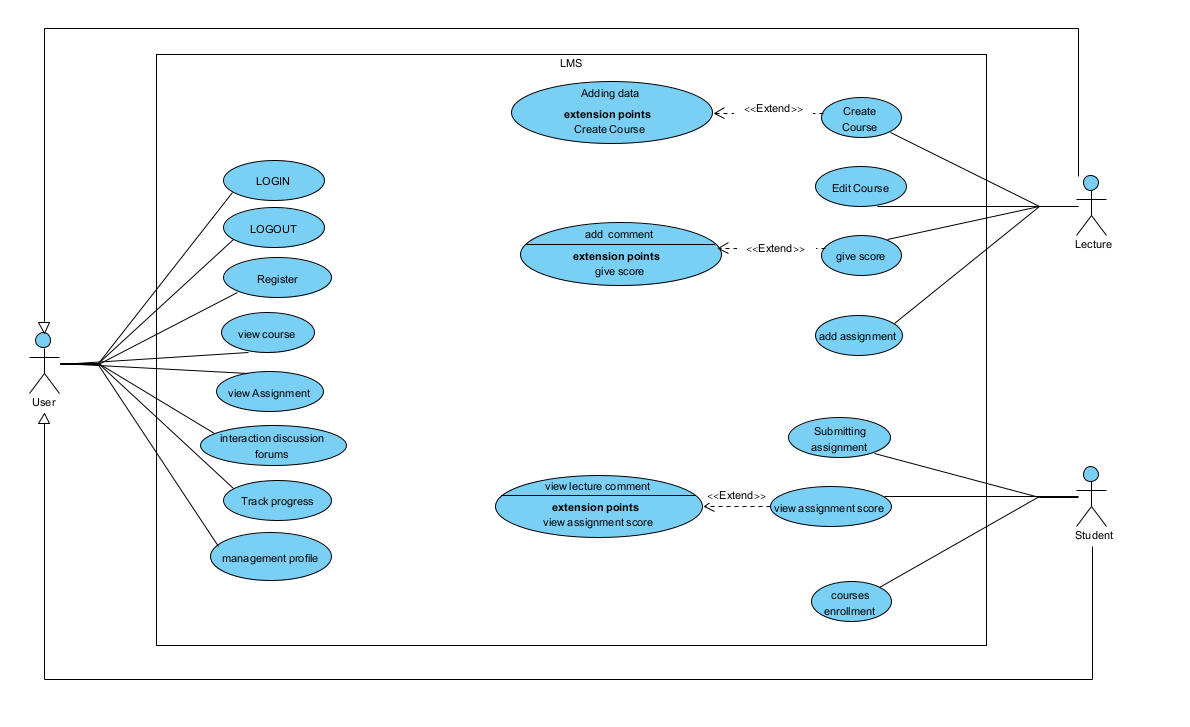 LMS
Adding data
extension points
Create Course
<<Extend>>
Create
Course
LOGIN
Edit Course
LOGOUT
add comment
extension points
give score
<<Extend>>
give score
Lecture
Register
view course
add assignment
User
view Assignment
interaction discussion
forums
Submitting
assignment
Track progress
view lecture comment
extension points
view assignment score
<<Extend>>
view assignment score
Student
management profile
courses
enrollment